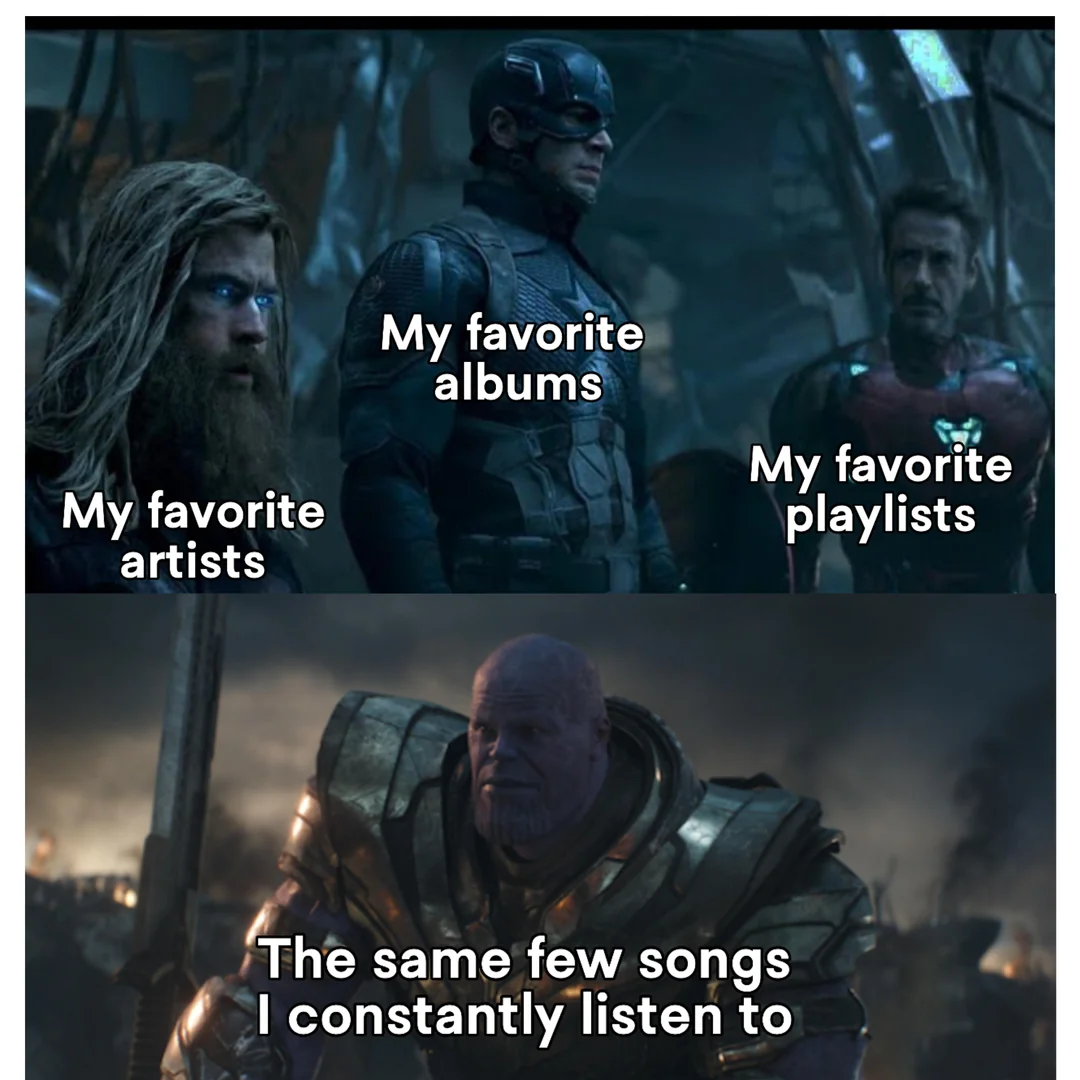 My favorite
albums
My favorite
playlists
My favorite
artists
The same few songs
I constantly listen to